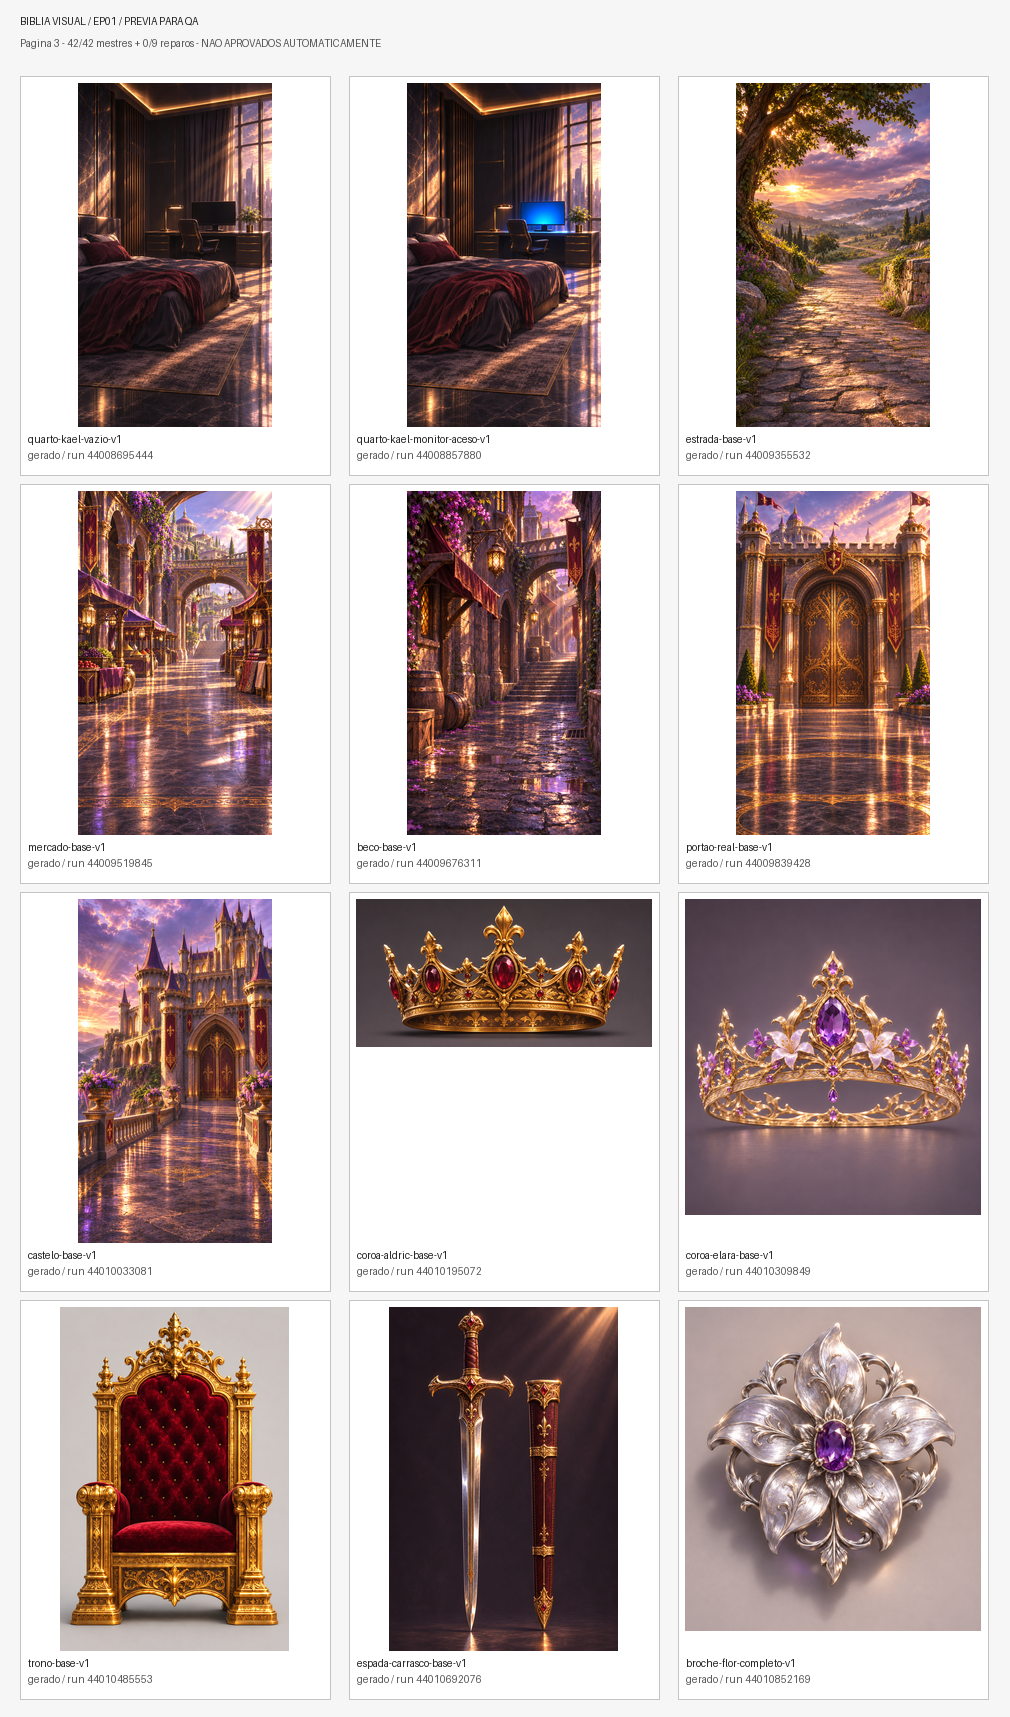 BIBLIA VISUAL / EP01 / PREVIA PARA QA
Pagina 3 - 42/42 mestres + 0/9 reparos - NAO APROVADOS AUTOMATICAMENTE
quarto-kael-vazio-v1
gerado / run 44008695444
quarto-kael-monitor-aceso-v1
gerado / run 44008857880
estrada-base-v1
gerado / run 44009355532
mercado-base-v1
gerado / run 44009519845
beco-base-v1
gerado / run 44009676311
portao-real-base-v1
gerado / run 44009839428
castelo-base-v1
gerado / run 44010033081
coroa-aldric-base-v1
gerado / run 44010195072
coroa-elara-base-v1
gerado / run 44010309849
trono-base-v1
gerado / run 44010485553
espada-carrasco-base-v1
gerado / run 44010692076
broche-flor-completo-v1
gerado / run 44010852169